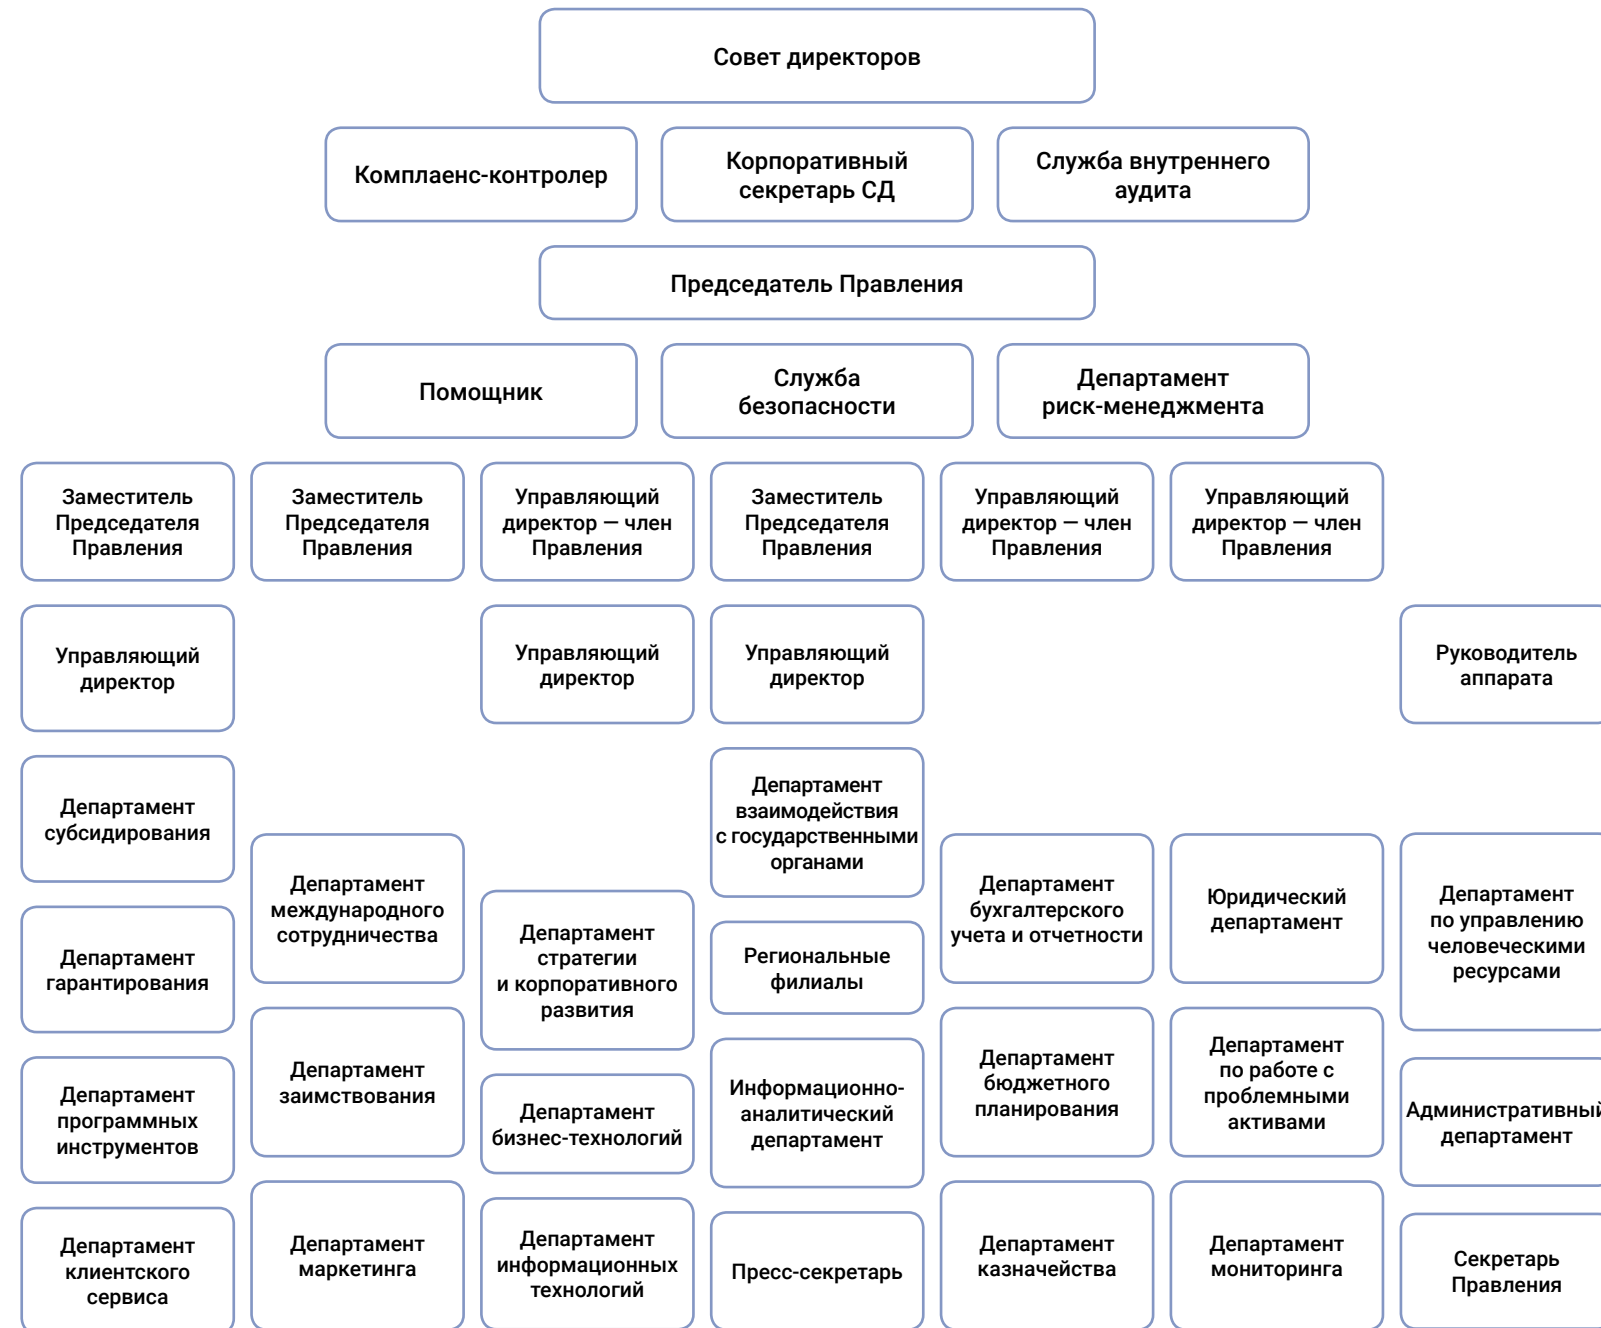 Совет директоров
Комплаенс-контролер
Корпоративный
секретарь СД
Служба внутреннего
аудита
Председатель Правления
Помощник
Служба
безопасности
Департамент
риск-менеджмента
Заместитель
Председателя
Правления
Заместитель
Председателя
Правления
Управляющий
директор — член
Правления
Заместитель
Председателя
Правления
Управляющий
директор — член
Правления
Управляющий
директор — член
Правления
Управляющий
директор
Управляющий
директор
Управляющий
директор
Руководитель
аппарата
Департамент
субсидирования
Департамент
гарантирования
Департамент
программных
инструментов
Департамент
клиентского
сервиса
Департамент
международного
сотрудничества
Департамент
заимствования
Департамент
маркетинга
Департамент
стратегии
и корпоративного
развития
Департамент
бизнес-технологий
Департамент
информационных
технологий
Департамент
взаимодействия
с государственными
органами
Региональные
филиалы
Информационно-
аналитический
департамент
Пресс-секретарь
Департамент
бухгалтерского
учета и отчетности
Департамент
бюджетного
планирования
Департамент
казначейства
Юридический
департамент
Департамент
по работе с
проблемными
активами
Департамент
мониторинга
Департамент
по управлению
человеческими
ресурсами
Административный
департамент
Секретарь
Правления